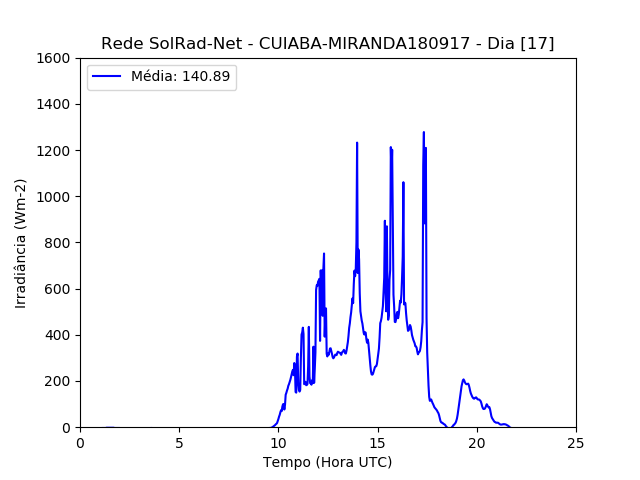 Rede SolRad-Net - CUIABA-MIRANDA180917 - Dia [17]
Média: 140.89
Irradiância (Wm-2)
1600
1400
1200
1000
800
600
400
200
0
0 5 10 15 20 25
Tempo (Hora UTC)